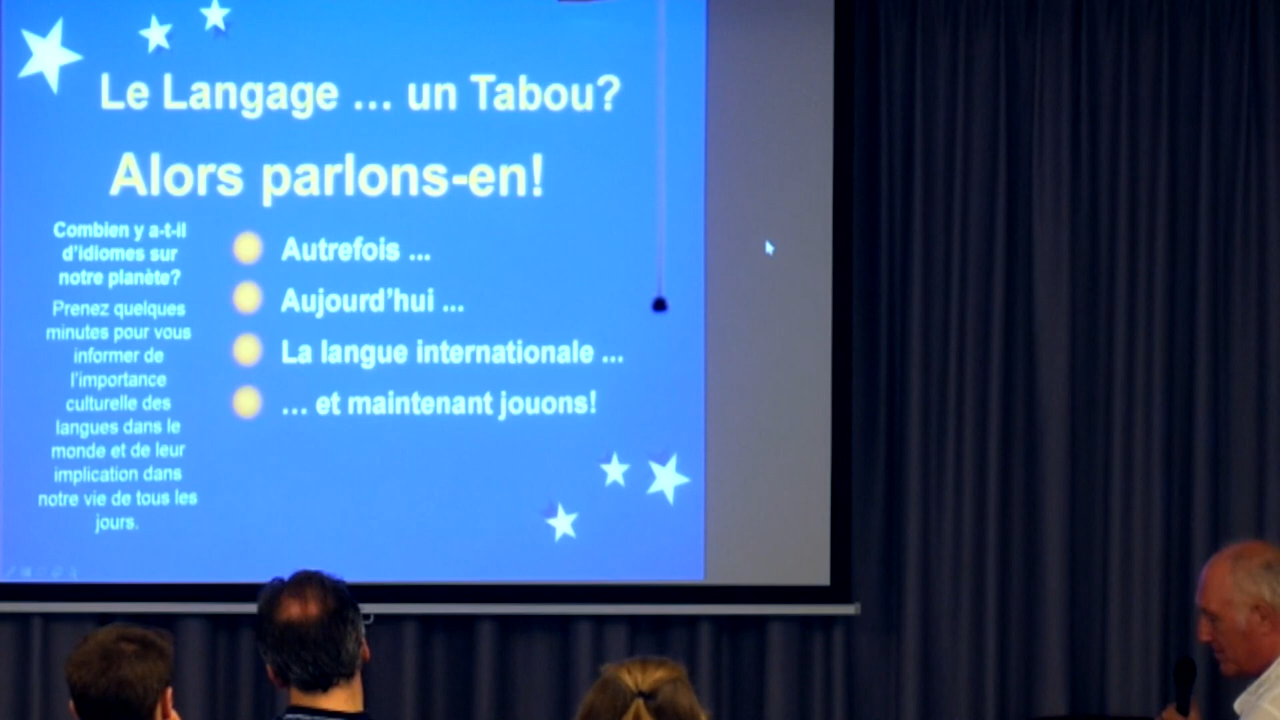 Le Langage ... un Tabou?
Alors parlons-en!
Combien y a-t-il
d'idiomes sur
notre planète?
Prenez quelques
minutes pour vous
informer de
l'importance
culturelle des
langues dans le
monde et de leur
implication dans
notre vie de tous les
jours.
Autrefois ...
Aujourd'hui ...
La langue internationale ...
... et maintenant jouons!